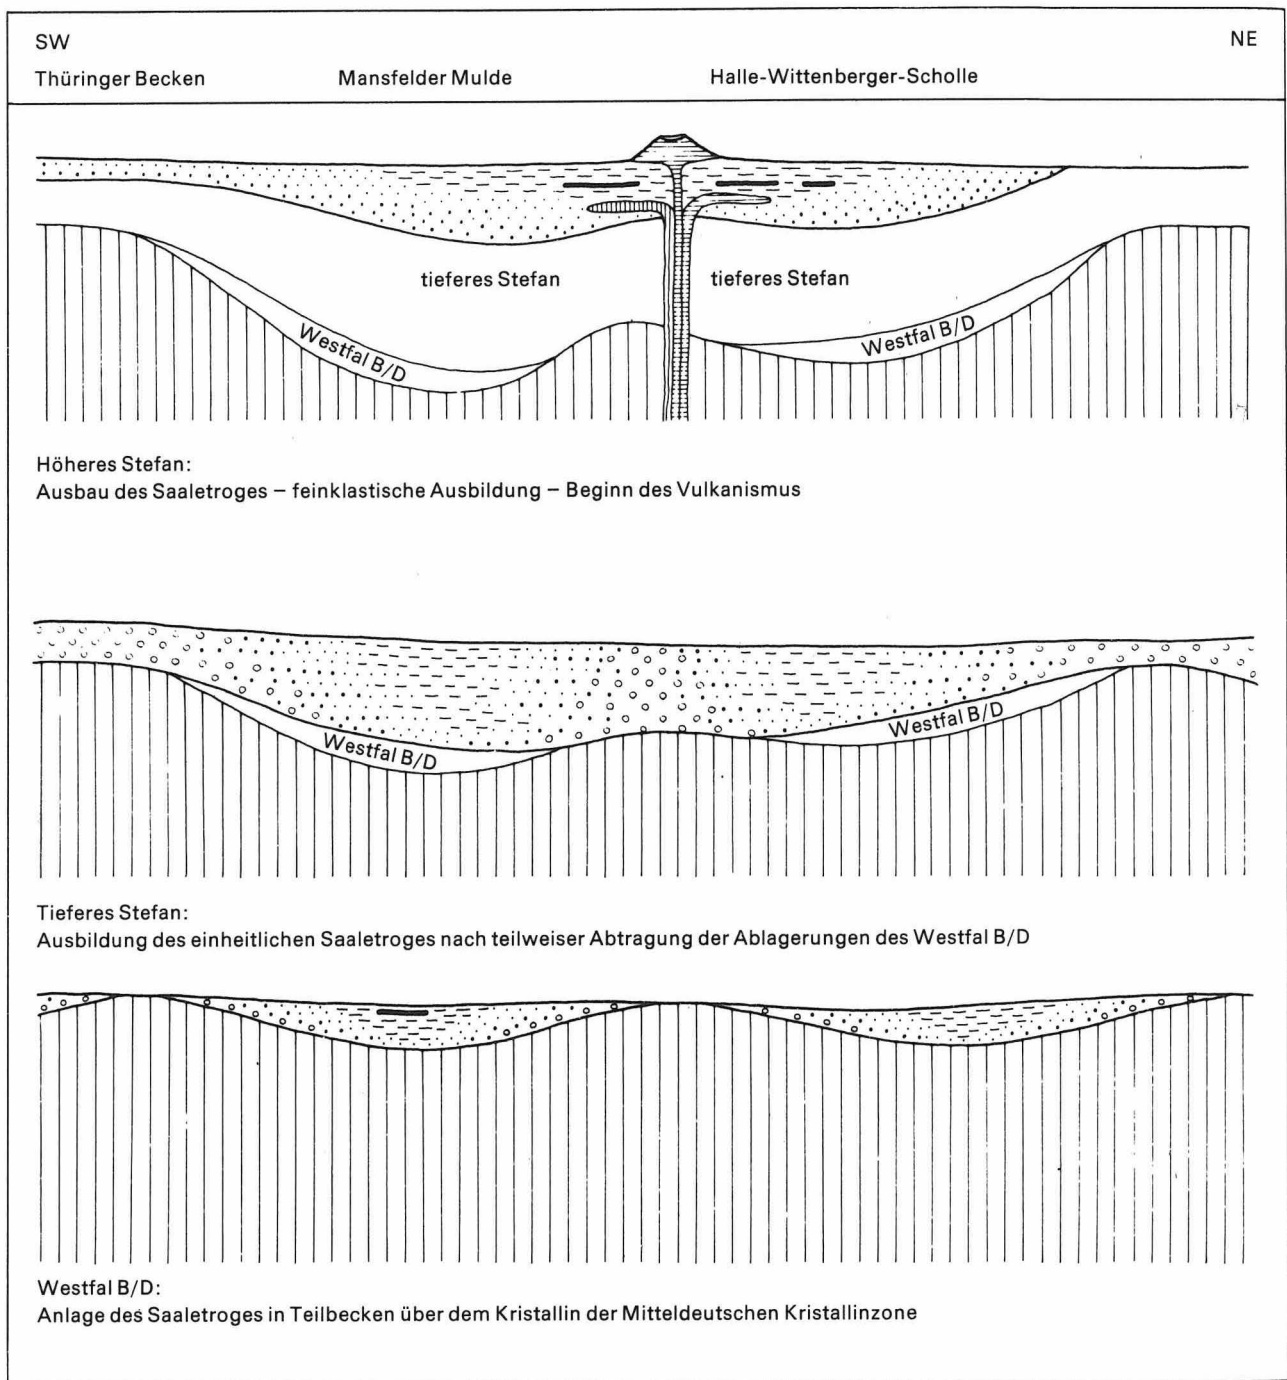 SW NE
Thüringer Becken Mansfelder Mulde Halle-Wittenberger-Scholle
tieferes Stefan tieferes Stefan
Westfal B/D Westfal B/D
Höheres Stefan:
Ausbau des Saaletroges – feinklastische Ausbildung – Beginn des Vulkanismus
Westfal B/D Westfal B/D
Tieferes Stefan:
Ausbildung des einheitlichen Saaletroges nach teilweiser Abtragung der Ablagerungen des Westfal B/D
Westfal B/D:
Anlage des Saaletroges in Teilbecken über dem Kristallin der Mitteldeutschen Kristallinzone